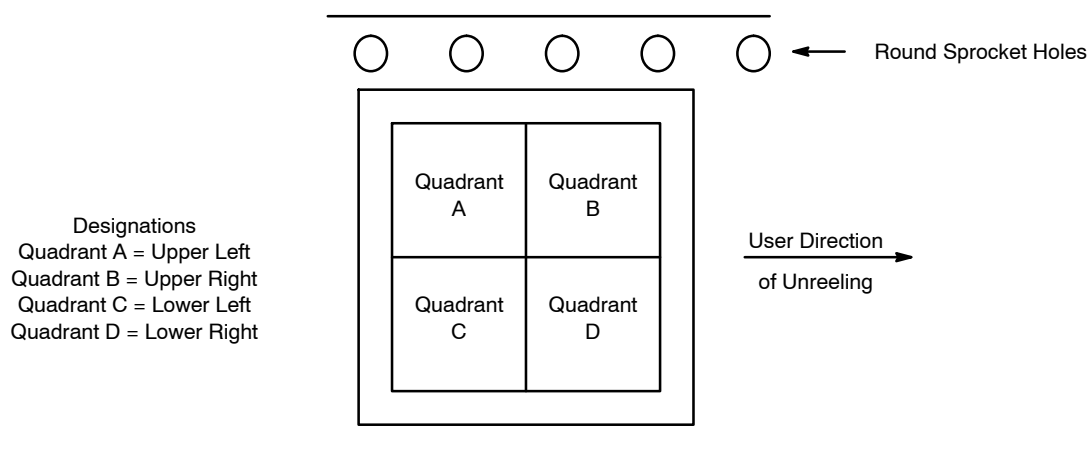 Round Sprocket Holes
Quadrant
A
Quadrant
B
Designations
Quadrant A = Upper Left
Quadrant B = Upper Right
Quadrant C = Lower Left
Quadrant D = Lower Right
Quadrant
C
Quadrant
D
User Direction
of Unreeling